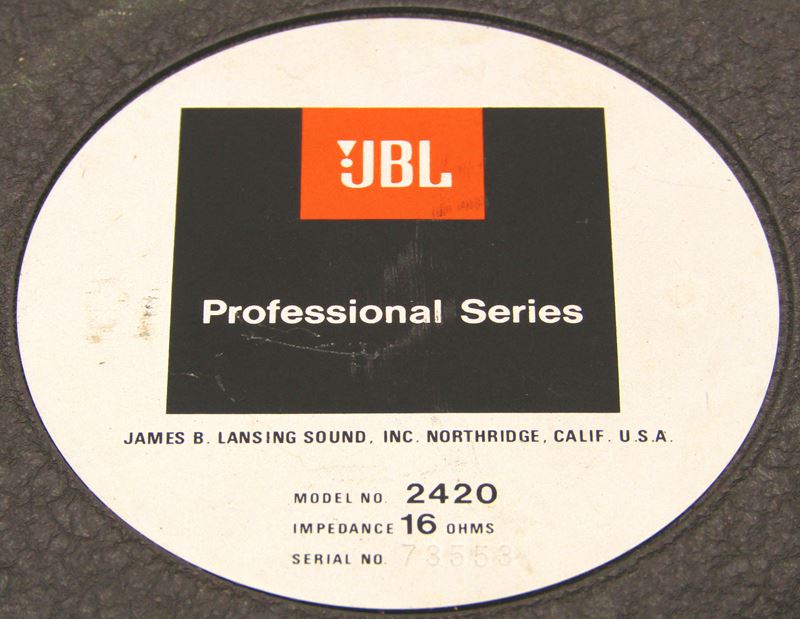 JBL
Professional Series
JAMES B. LANSING SOUND, INC. NORTHRIDGE, CALIF. U.S.A.
MODEL NO. 2420
IMPEDANCE 16 OHMS
SERIAL NO. 73553